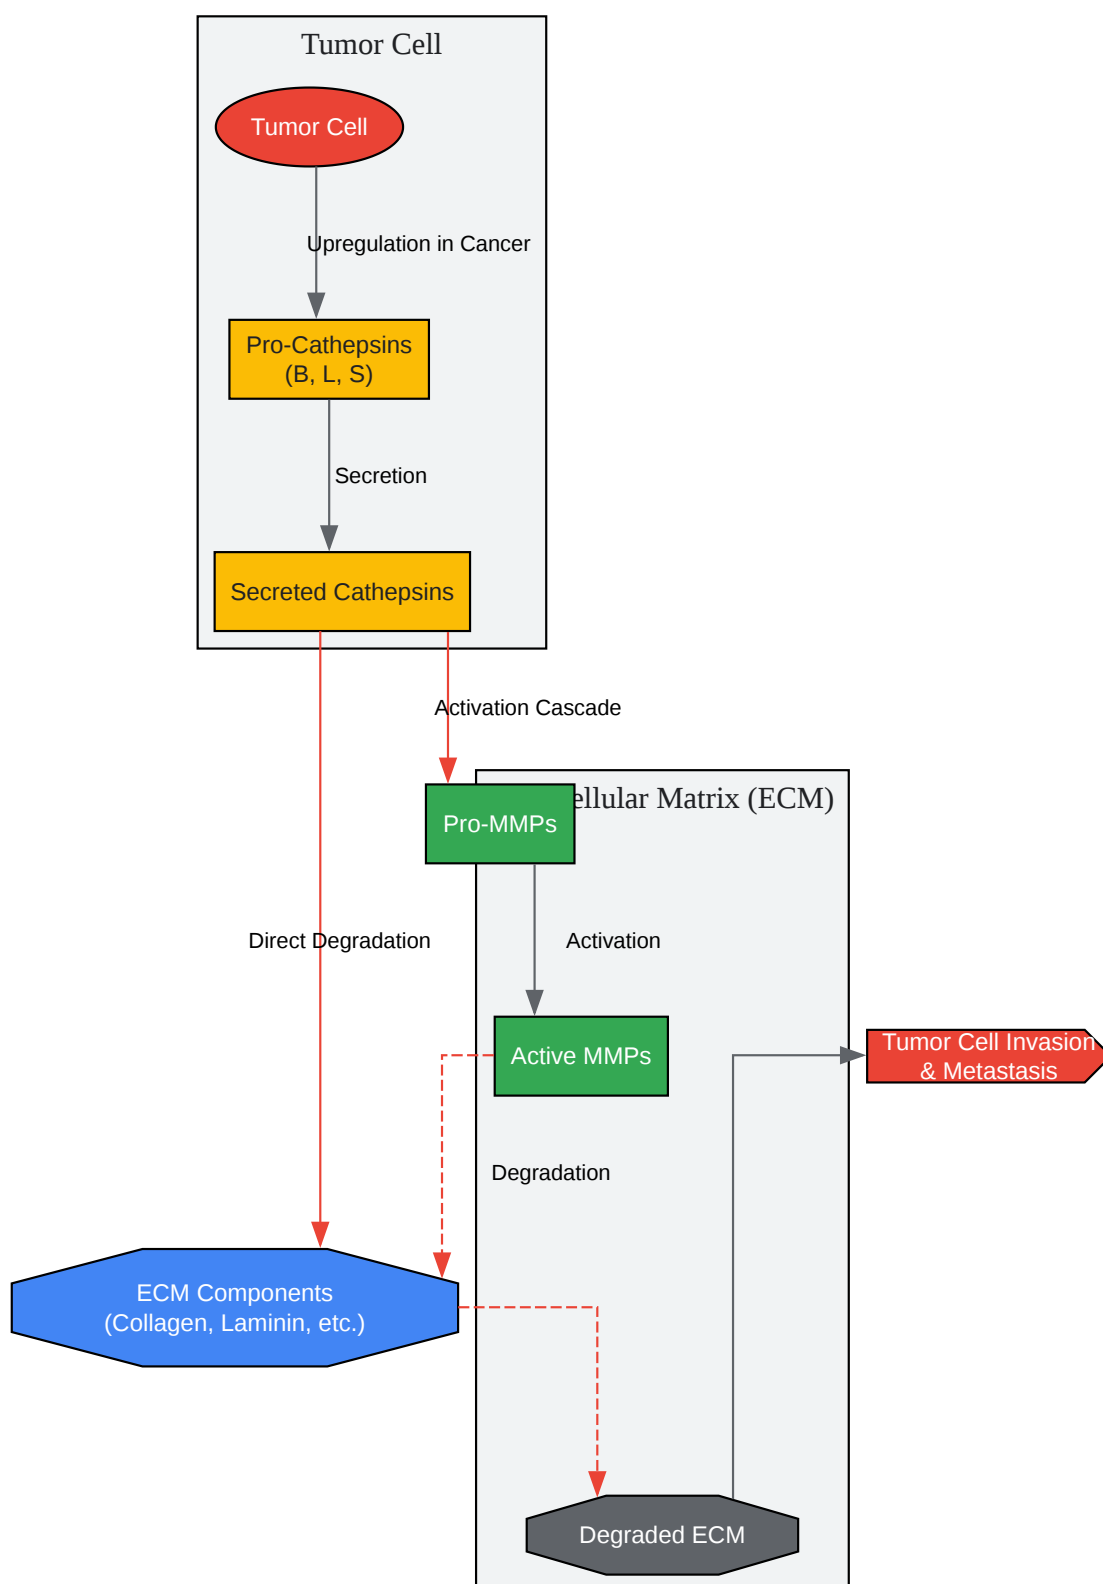 Tumor Cell
Tumor Cell
Upregulation in Cancer
Pro-Cathepsins
(B, L, S)
Secretion
Secreted Cathepsins
Activation Cascade
Pro-MMPs
ellular Matrix (ECM)
Direct Degradation
Activation
Active MMPs
Tumor Cell Invasion
& Metastasis
Degradation
ECM Components
(Collagen, Laminin, etc.)
Degraded ECM